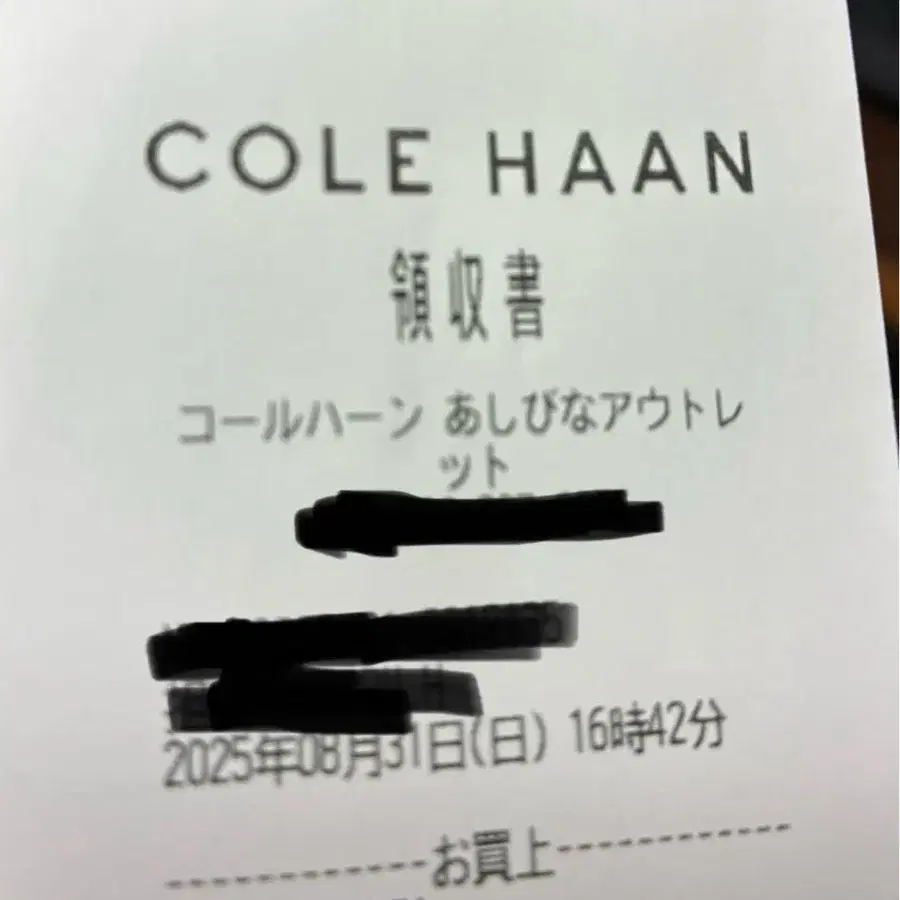 COLE HAAN
領収書
コールハーン あしびなアウトレ
ット
2025年08月31日(日) 16時42分
------------お買上------------